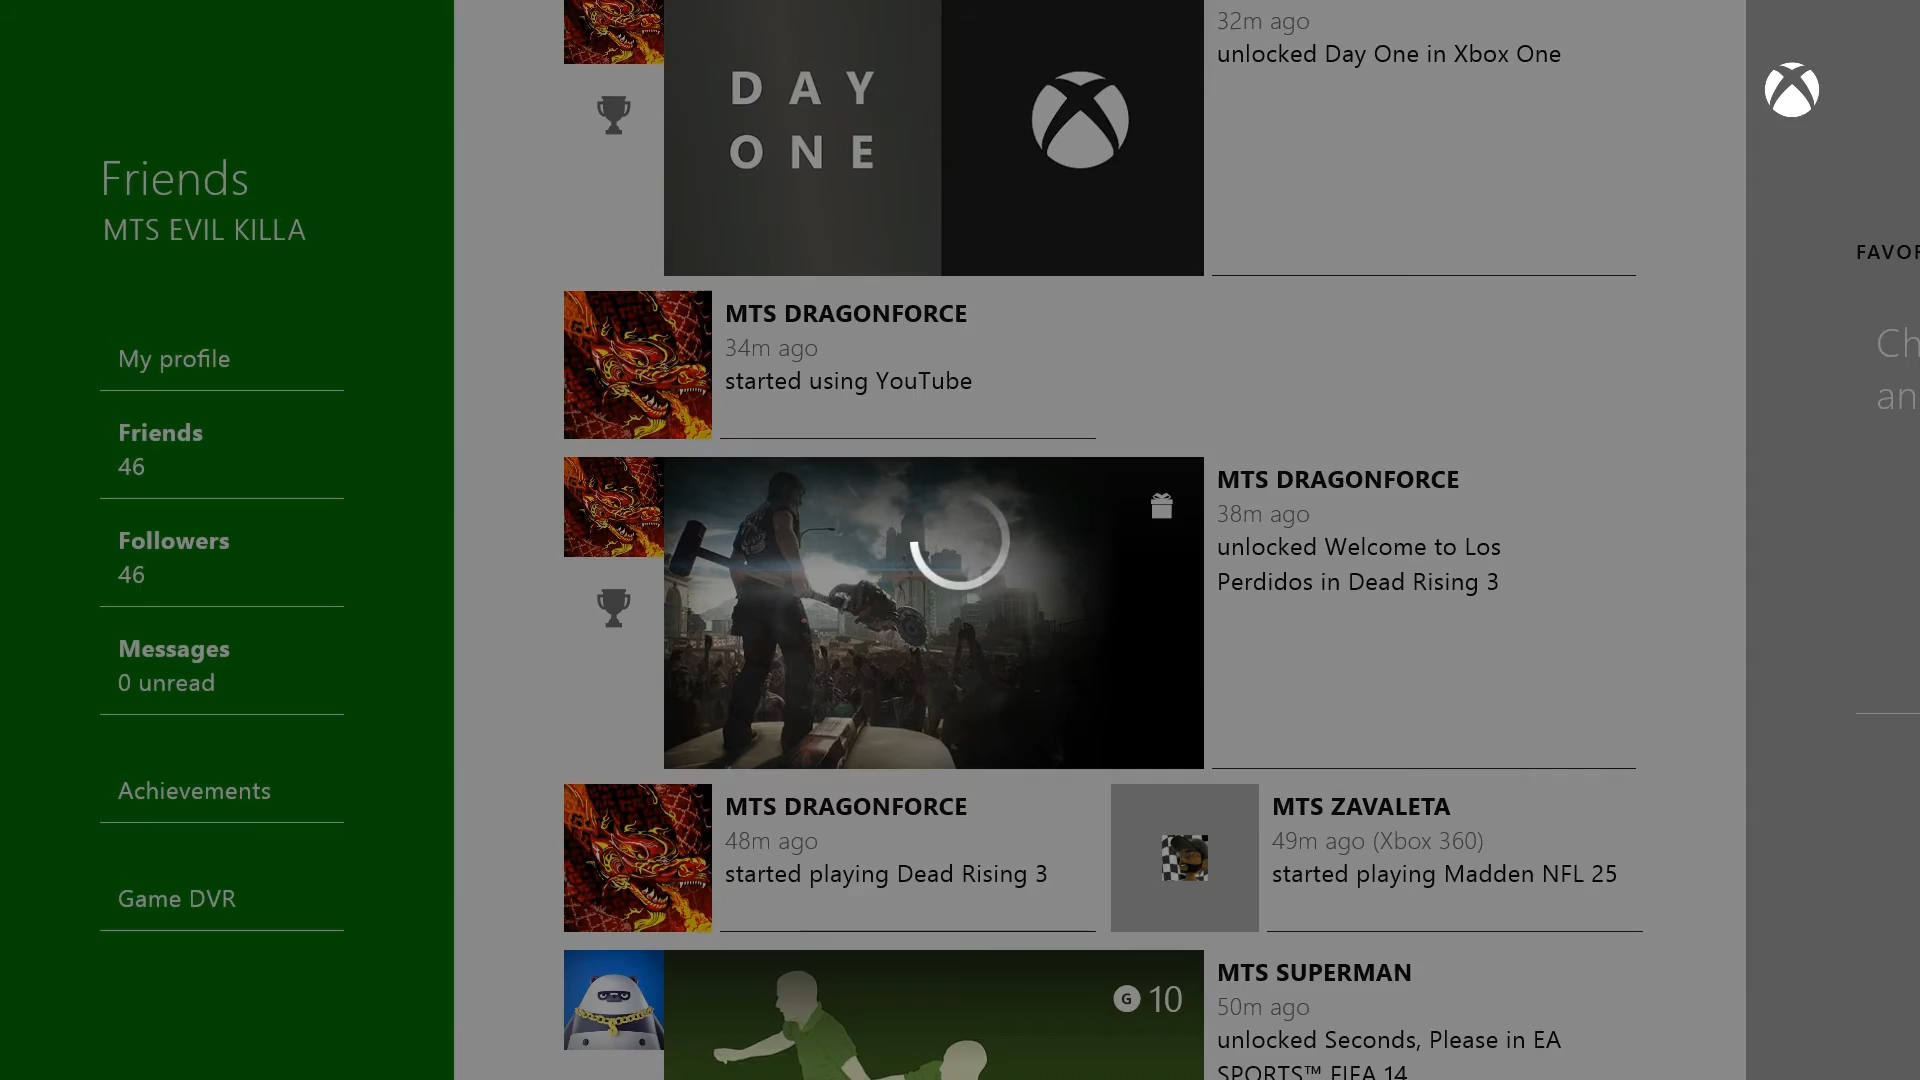 Friends
MTS EVIL KILLA
My profile
Friends
46
Followers
46
Messages
0 unread
Achievements
Game DVR
DAY
ONE
32m ago
unlocked Day One in Xbox One
MTS DRAGONFORCE
34m ago
started using YouTube
MTS DRAGONFORCE
38m ago
unlocked Welcome to Los
Perdidos in Dead Rising 3
MTS DRAGONFORCE
48m ago
started playing Dead Rising 3
MTS ZAVALETA
49m ago (Xbox 360)
started playing Madden NFL 25
G 10
MTS SUPERMAN
50m ago
unlocked Seconds, Please in EA
SPORTS™ FIFA 14